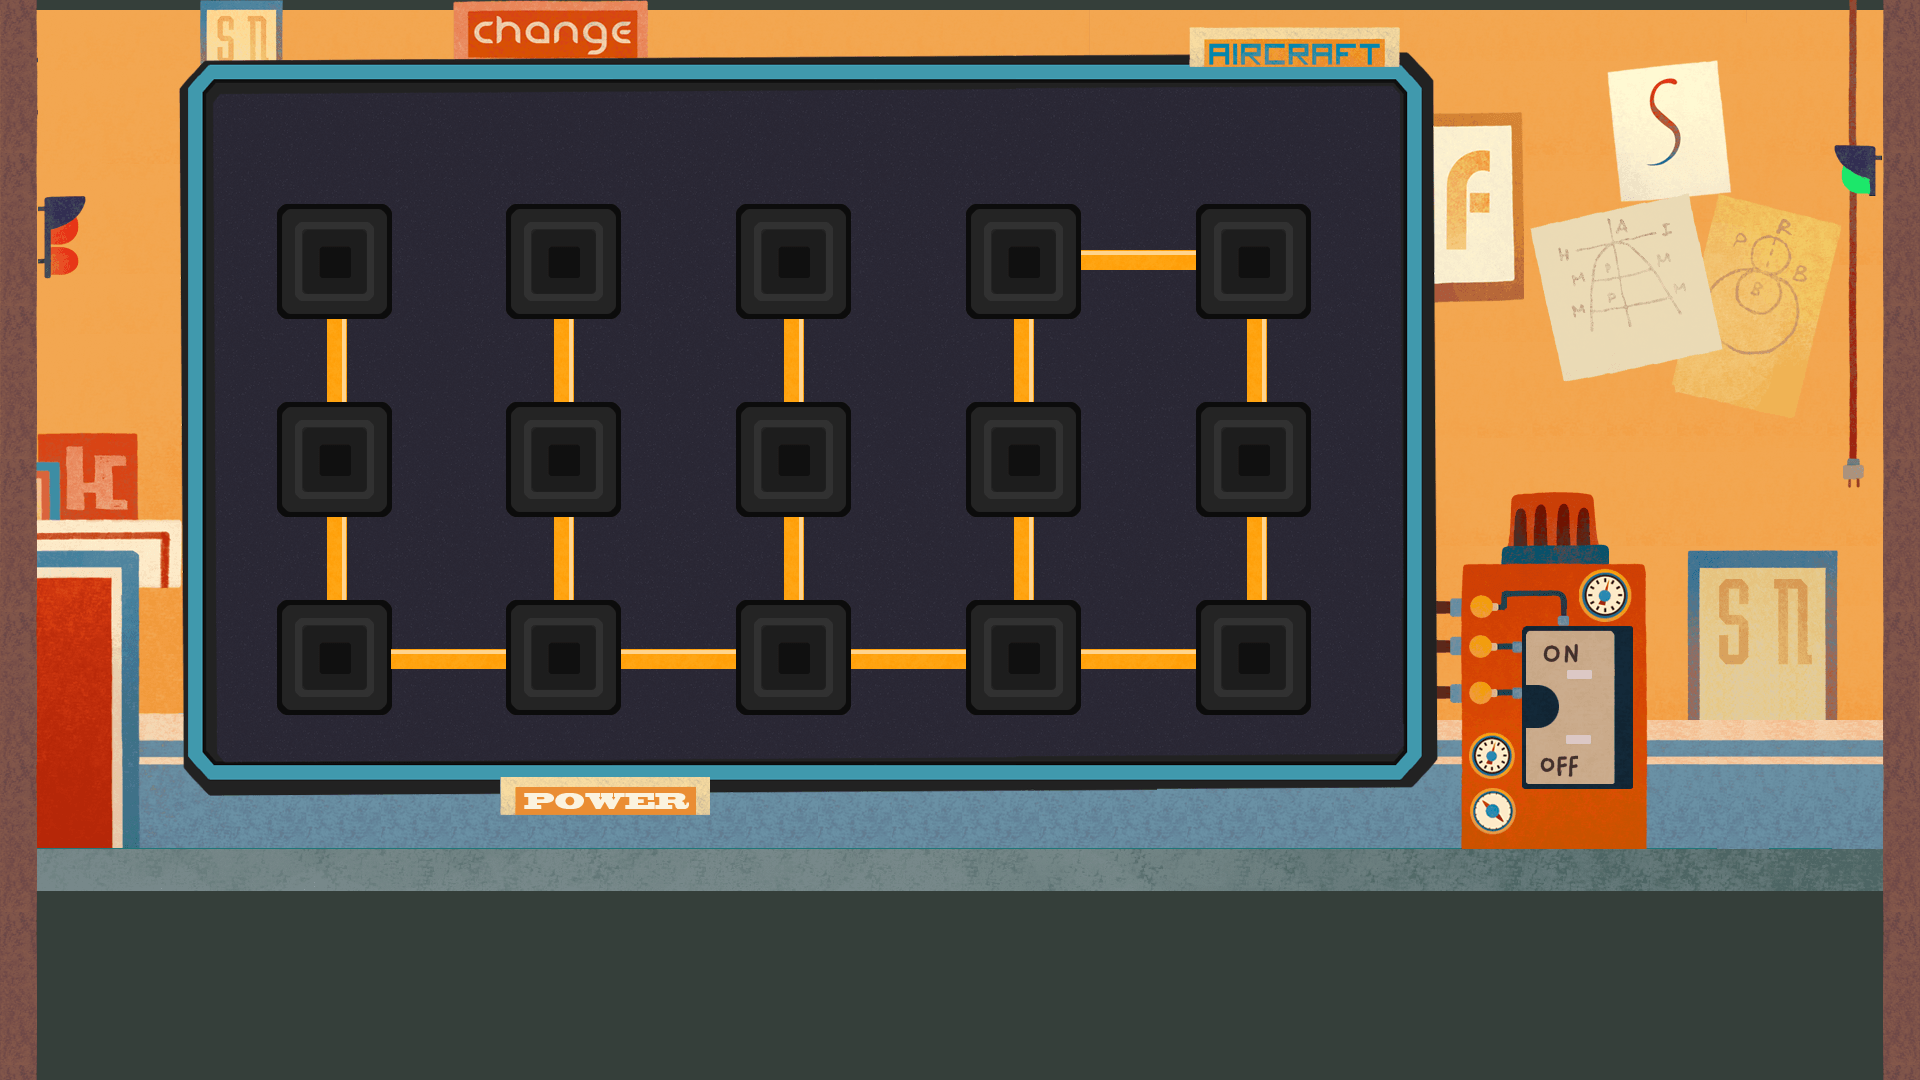 S n
change
AIRCRAFT
f
S
A
H I
M P M
M P M
R
P B
B
K
ON
OFF
S n
POWER